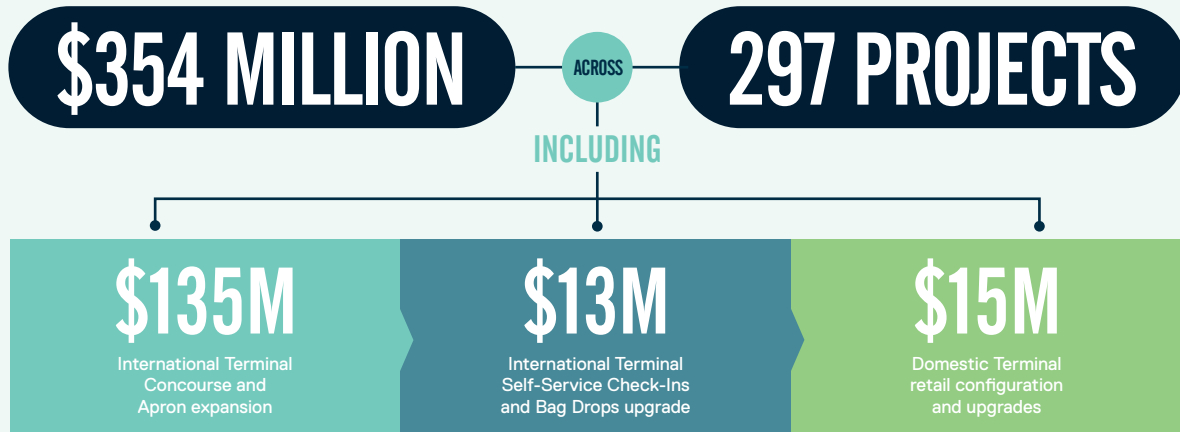 $354 MILLION
ACROSS
297 PROJECTS
INCLUDING
$135M
International Terminal
Concourse and
Apron expansion
$13M
International Terminal
Self-Service Check-Ins
and Bag Drops upgrade
$15M
Domestic Terminal
retail configuration
and upgrades